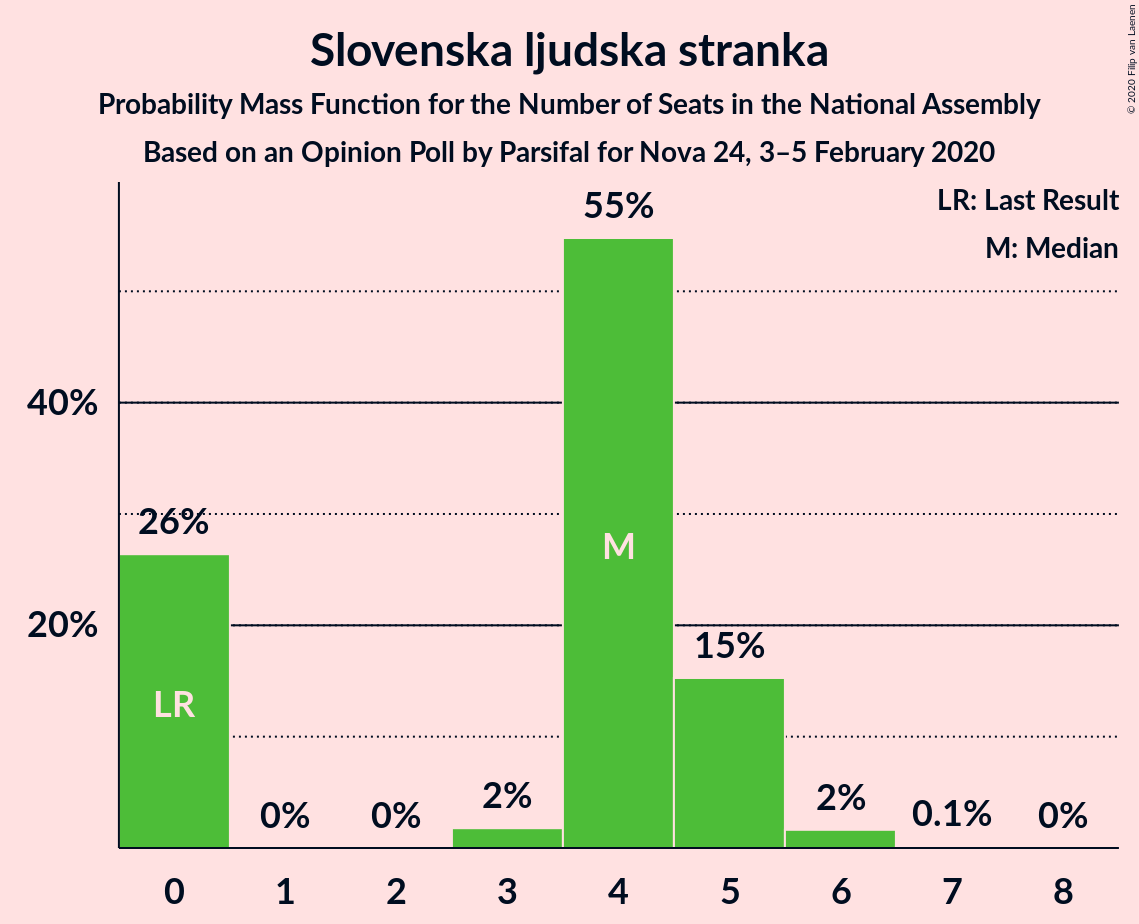 Slovenska ljudska stranka
Probability Mass Function for the Number of Seats in the National Assembly
Based on an Opinion Poll by Parsifal for Nova 24, 3–5 February 2020
© 2020 Filip van Laenen
LR: Last Result
M: Median
55%
40%
26%
M
20%
15%
LR
2%
2%
0%
0%
0.1%
0%
0 1 2 3 4 5 6 7 8